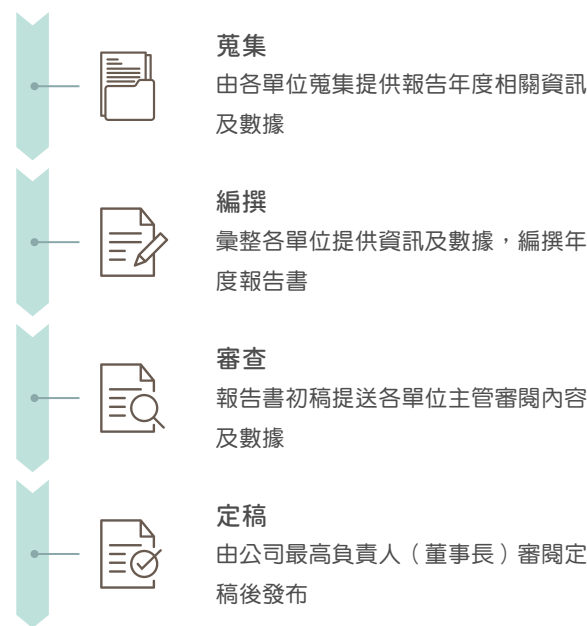 蒐集
由各單位蒐集提供報告年度相關資訊
及數據
編撰
彙整各單位提供資訊及數據，編撰年
度報告書
審查
報告書初稿提送各單位主管審閱內容
及數據
定稿
由公司最高負責人（董事長）審閱定
稿後發布